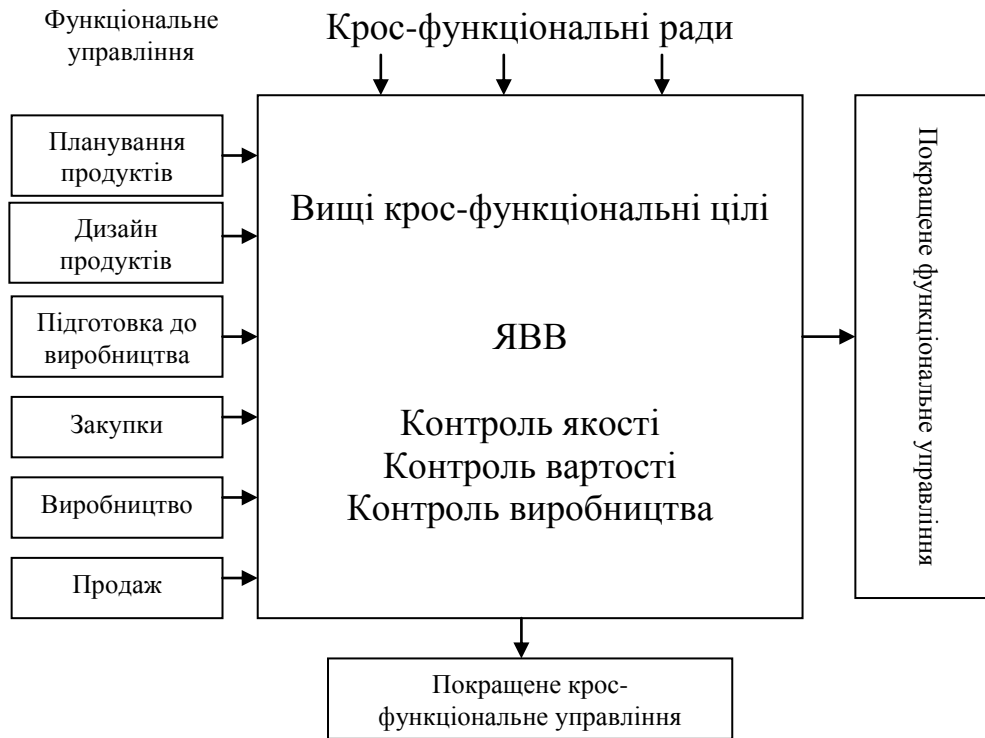 Функціональне
управління
Крос-функціональні ради
Планування
продуктів
Дизайн
продуктів
Підготовка до
виробництва
Закупки
Виробництво
Продаж
Вищі крос-функціональні цілі
ЯВВ
Контроль якості
Контроль вартості
Контроль виробництва
Покращене функціональне управління
Покращене крос-
функціональне управління